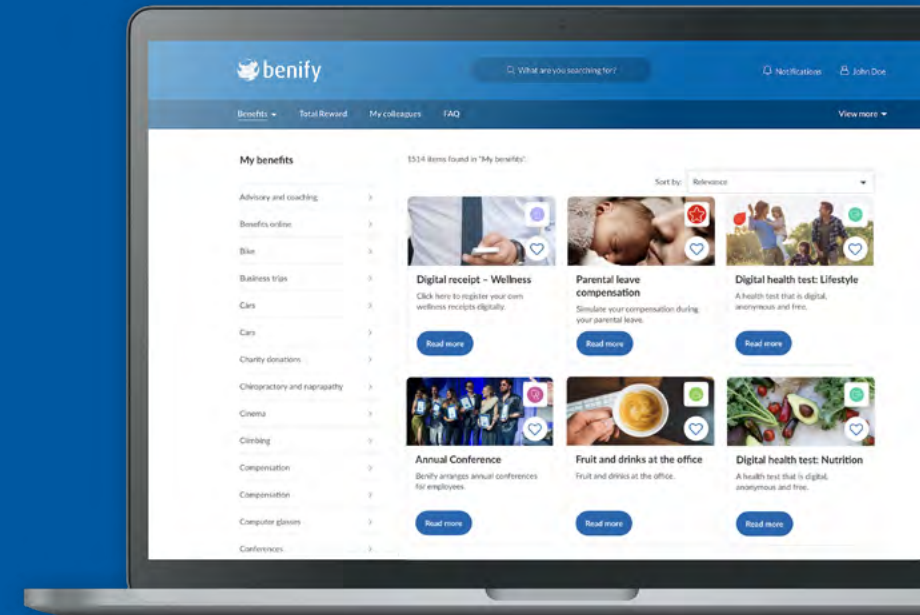 benify
What are you searching for?
Notifications
John Doe
Benefits
Total Reward
My colleagues
FAQ
View more
My benefits
1514 items found in "My benefits".
Sort by:
Relevance
Advisory and coaching
Benefits online
Bike
Business trips
Cars
Cars
Charity donations
Chiropractory and naprapathy
Cinema
Climbing
Compensation
Compensation
Computer glasses
Conferences
Digital receipt – Wellness
Click here to register your own
wellness receipts digitally.
Read more
Parental leave
compensation
Simulate your compensation during
your parental leave.
Read more
Digital health test: Lifestyle
A health test that is digital,
anonymous and free.
Read more
Annual Conference
Benify arranges annual conferences
for employees.
Read more
Fruit and drinks at the office
Fruit and drinks at the office.
Read more
Digital health test: Nutrition
A health test that is digital,
anonymous and free.
Read more